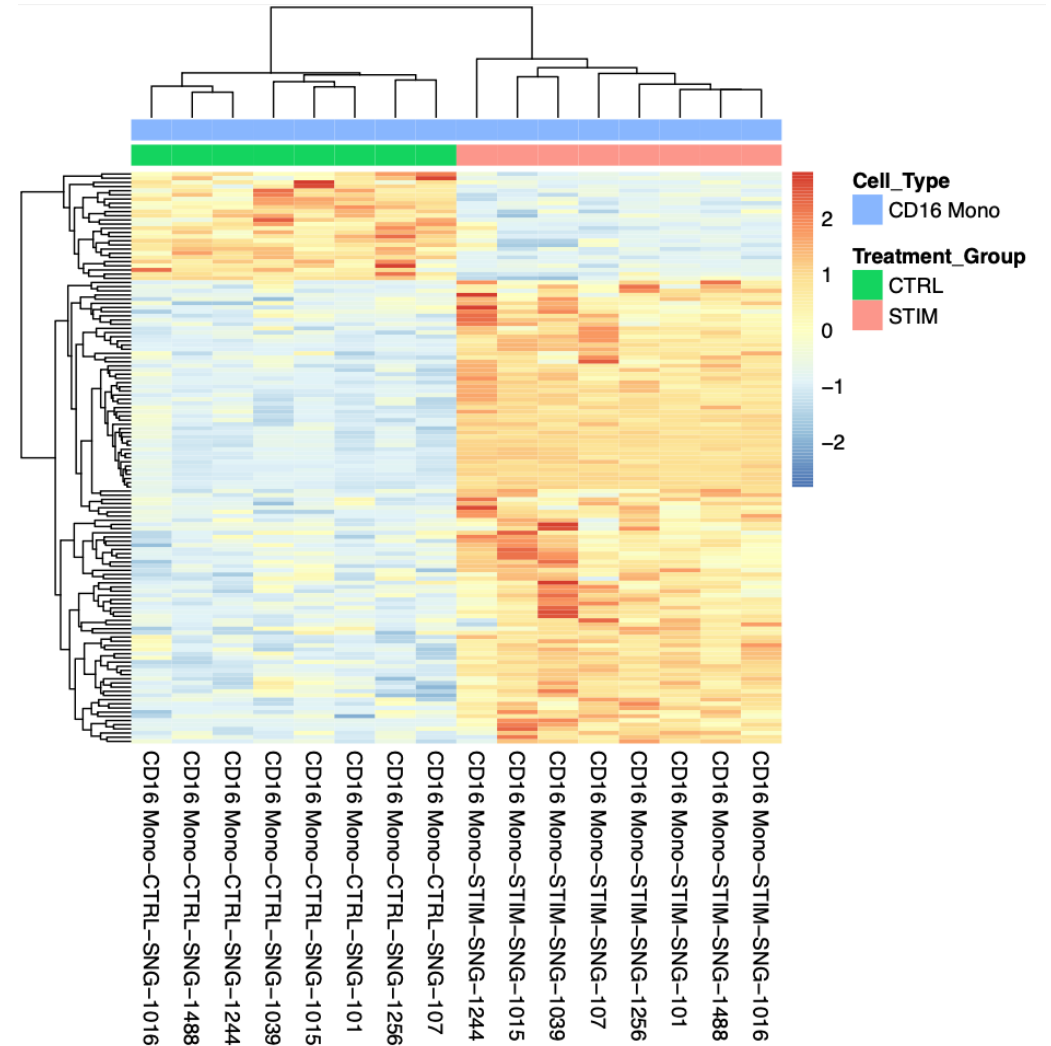 Cell_Type
CD16 Mono
Treatment_Group
CTRL
STIM
2
1
0
−1
−2
CD16 Mono−CTRL−SNG−1016
CD16 Mono−CTRL−SNG−1488
CD16 Mono−CTRL−SNG−1244
CD16 Mono−CTRL−SNG−1039
CD16 Mono−CTRL−SNG−1015
CD16 Mono−CTRL−SNG−101
CD16 Mono−CTRL−SNG−1256
CD16 Mono−CTRL−SNG−107
CD16 Mono−STIM−SNG−1244
CD16 Mono−STIM−SNG−1015
CD16 Mono−STIM−SNG−1039
CD16 Mono−STIM−SNG−107
CD16 Mono−STIM−SNG−1256
CD16 Mono−STIM−SNG−101
CD16 Mono−STIM−SNG−1488
CD16 Mono−STIM−SNG−1016